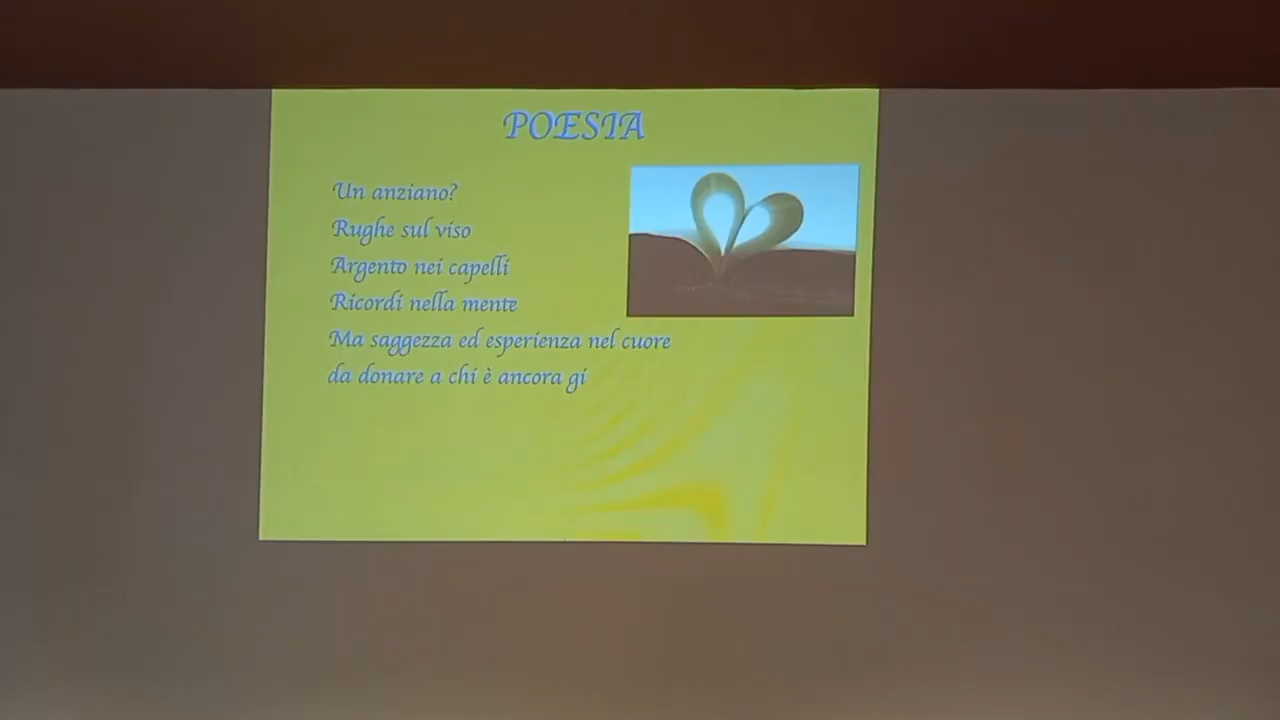 POESIA
Un anziano?
Rughe sul viso
Argento nei capelli
Ricordi nella mente
Ma saggezza ed esperienza nel cuore
da donare a chi è ancora gi